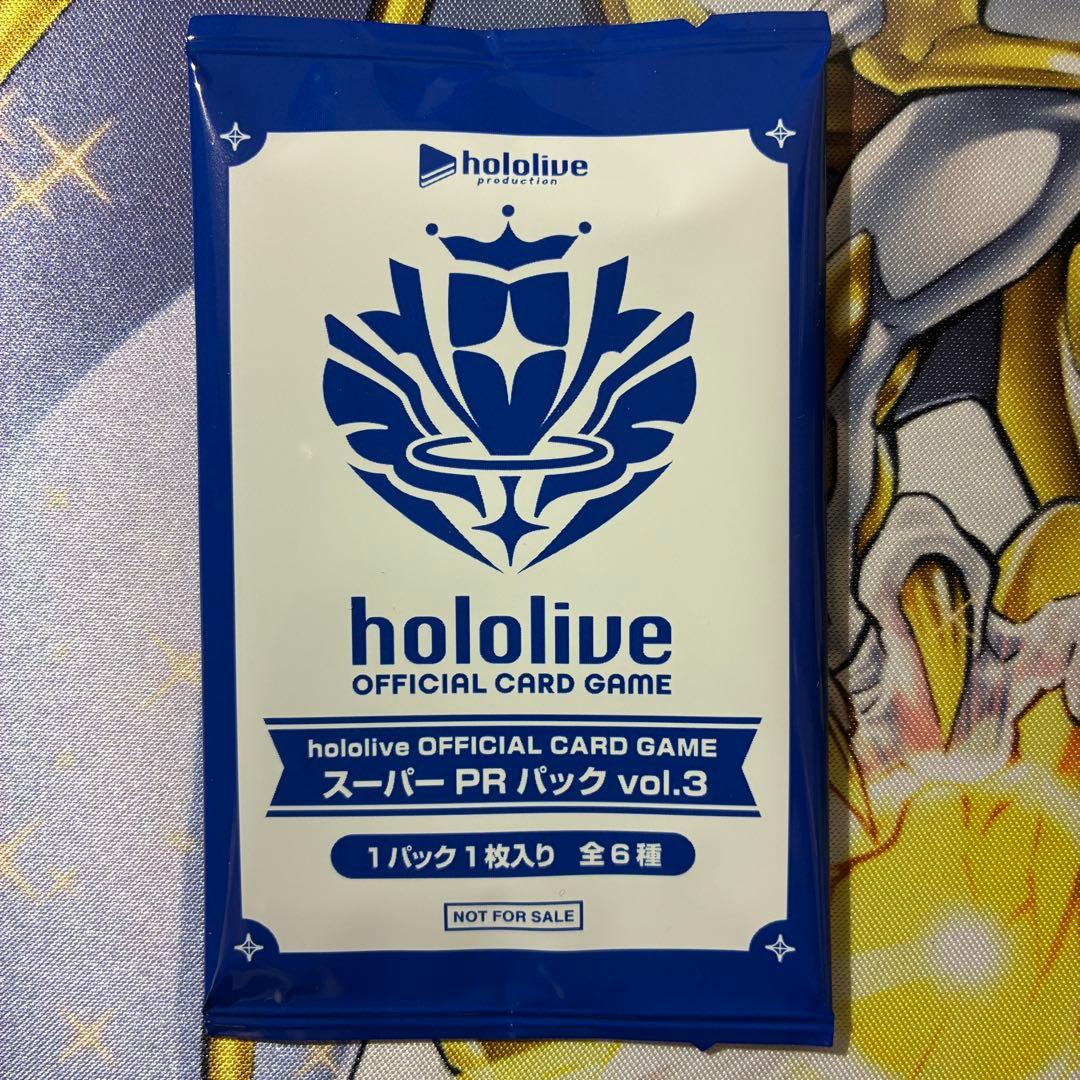 hololive
production
hololive
OFFICIAL CARD GAME
hololive OFFICIAL CARD GAME
スーパー PR パック vol.3
1パック1枚入り 全6種
NOT FOR SALE